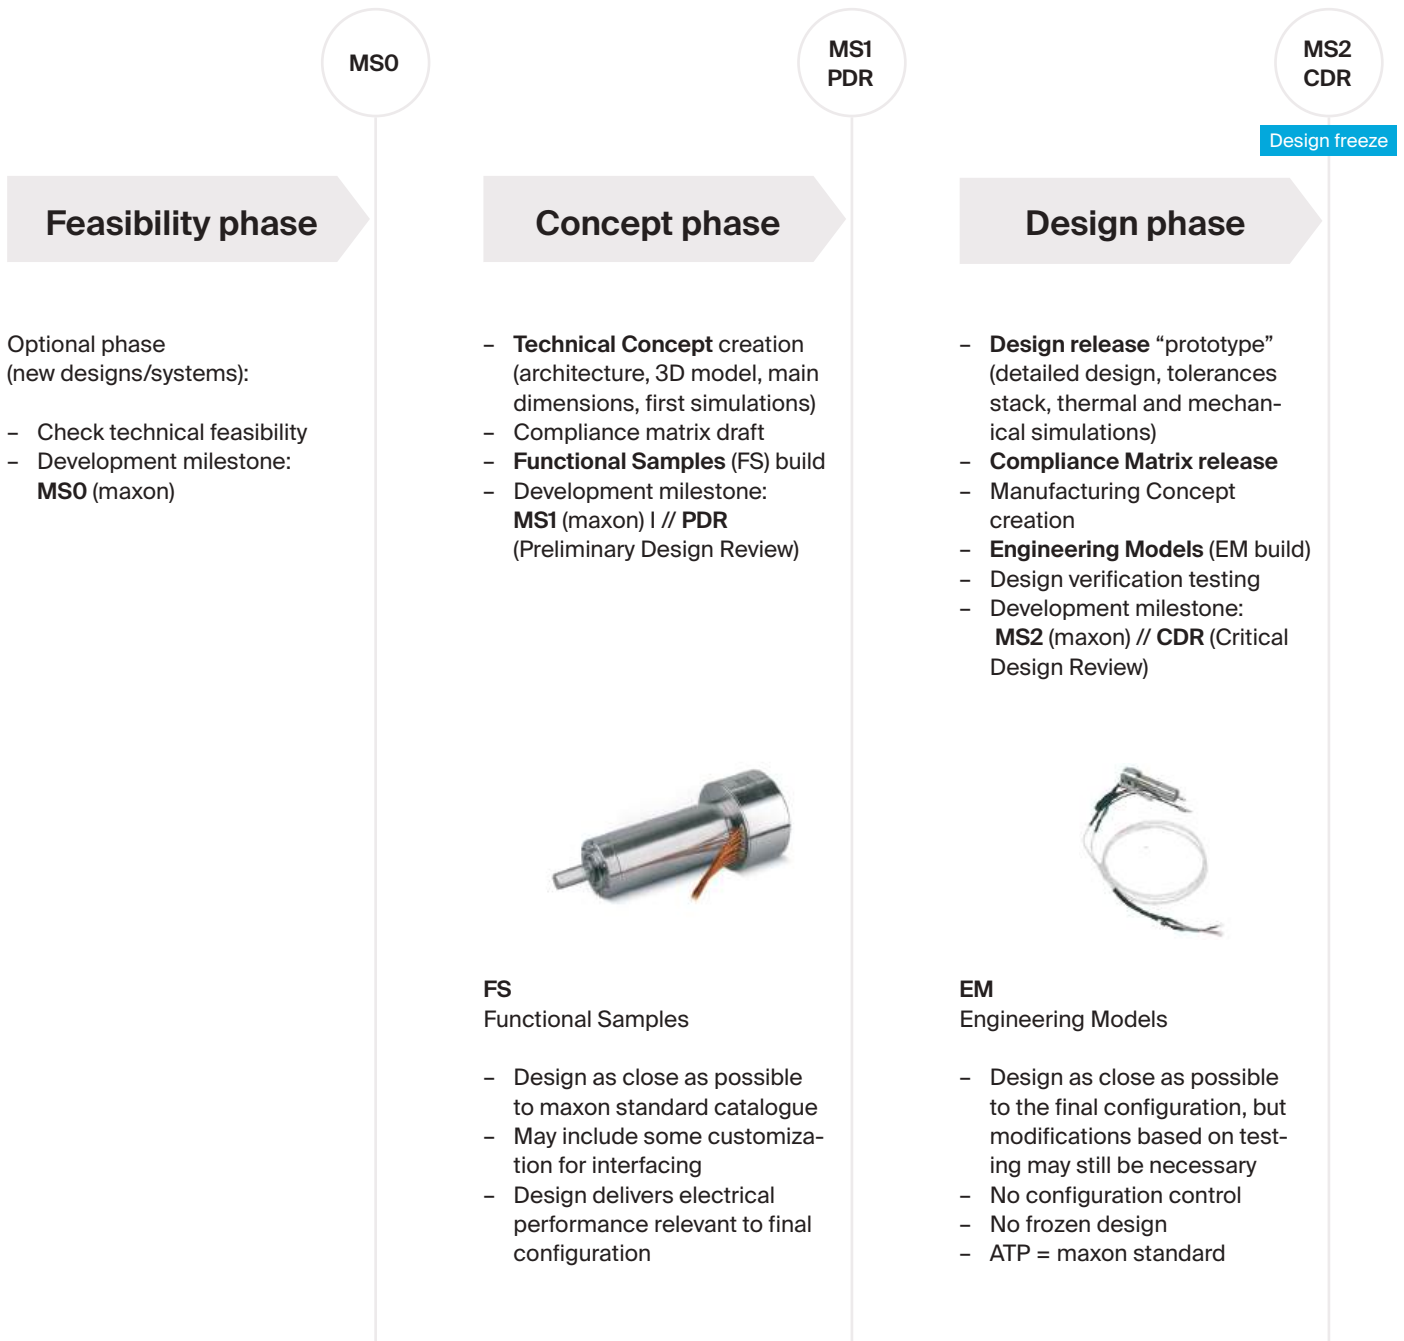 MS0
MS1
PDR
MS2
CDR
Design freeze
Feasibility phase
Optional phase
(new designs/systems):
– Check technical feasibility
– Development milestone:
MS0 (maxon)
Concept phase
– Technical Concept creation
(architecture, 3D model, main
dimensions, first simulations)
– Compliance matrix draft
– Functional Samples (FS) build
– Development milestone:
MS1 (maxon) I // PDR
(Preliminary Design Review)
FS
Functional Samples
– Design as close as possible
to maxon standard catalogue
– May include some customiza-
tion for interfacing
– Design delivers electrical
performance relevant to final
configuration
Design phase
– Design release “prototype”
(detailed design, tolerances
stack, thermal and mechan-
ical simulations)
– Compliance Matrix release
– Manufacturing Concept
creation
– Engineering Models (EM build)
– Design verification testing
– Development milestone:
MS2 (maxon) // CDR (Critical
Design Review)
EM
Engineering Models
– Design as close as possible
to the final configuration, but
modifications based on test-
ing may still be necessary
– No configuration control
– No frozen design
– ATP = maxon standard